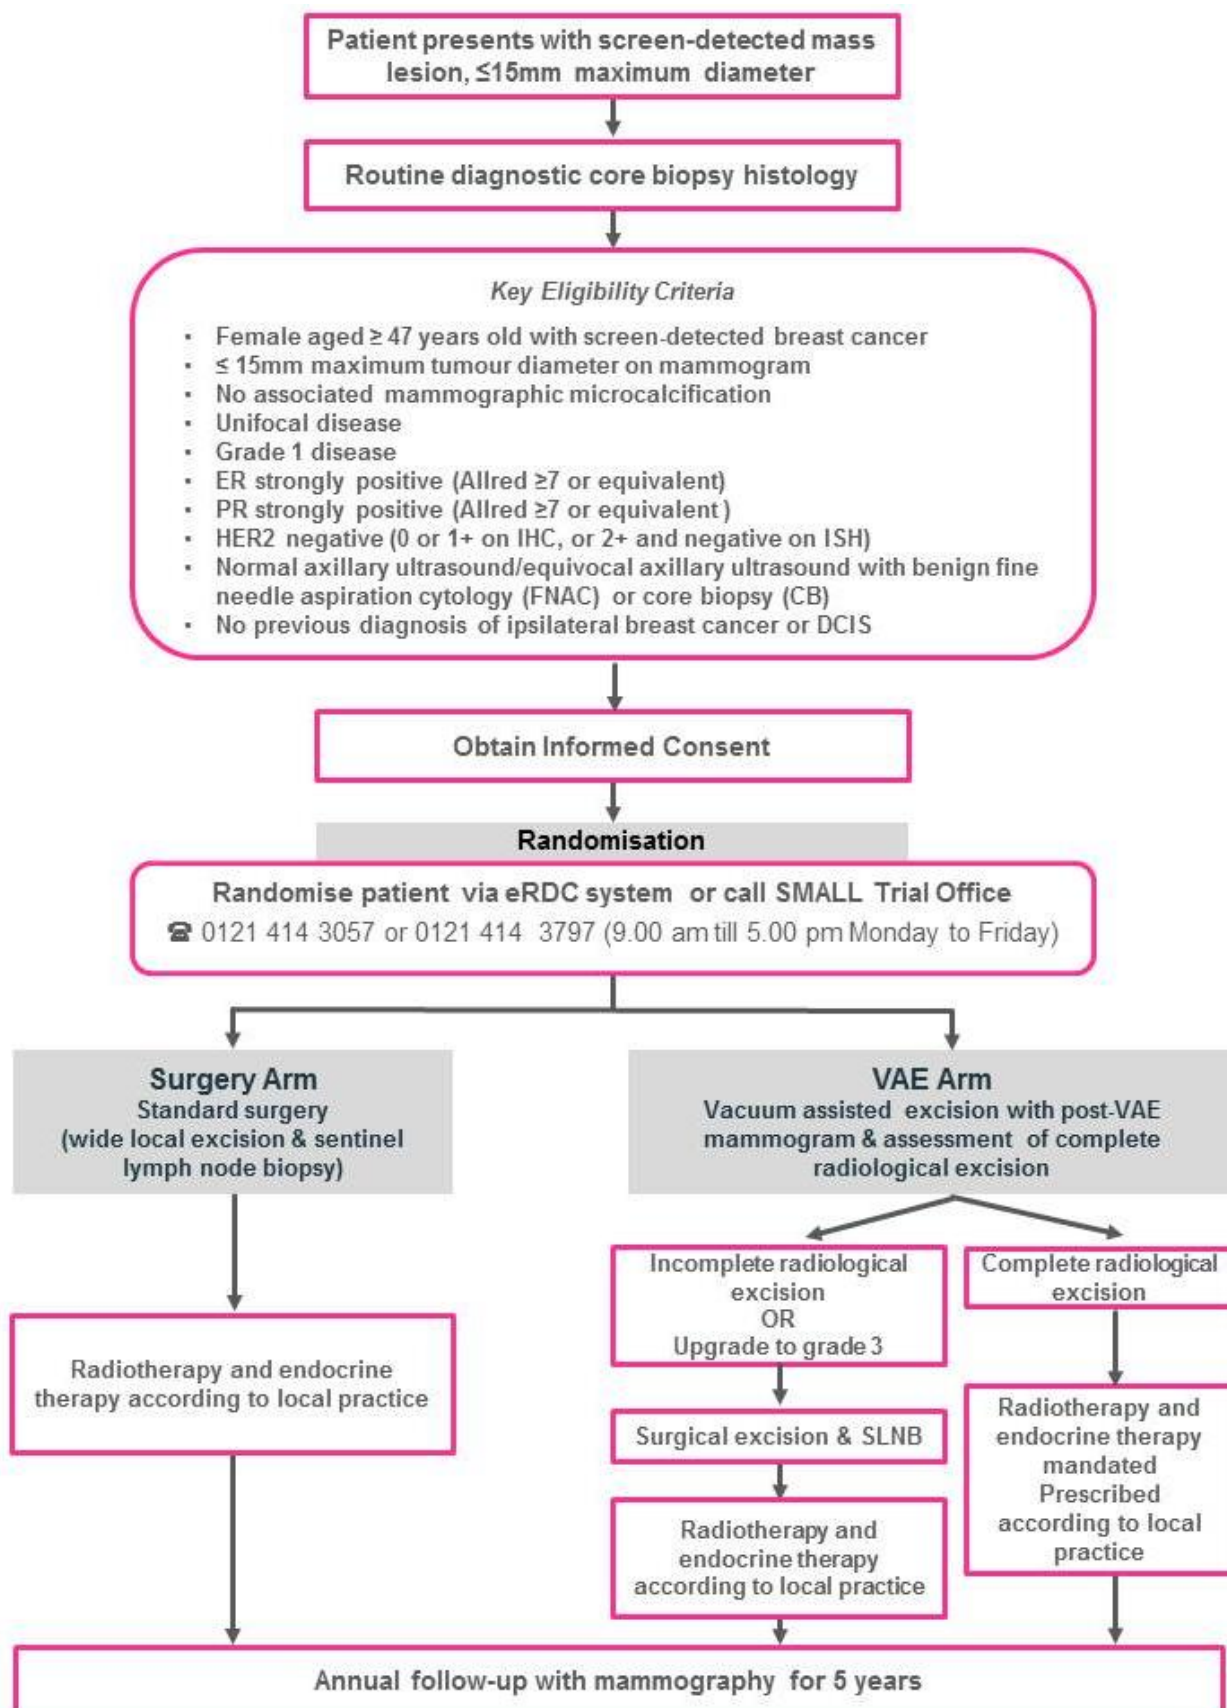 Patient presents with screen-detected mass
lesion, ≤15mm maximum diameter
Routine diagnostic core biopsy histology
Key Eligibility Criteria
▪ Female aged ≥ 47 years old with screen-detected breast cancer
▪ ≤ 15mm maximum tumour diameter on mammogram
▪ No associated mammographic microcalcification
▪ Unifocal disease
▪ Grade 1 disease
▪ ER strongly positive (Allred ≥7 or equivalent)
▪ PR strongly positive (Allred ≥7 or equivalent )
▪ HER2 negative (0 or 1+ on IHC, or 2+ and negative on ISH)
▪ Normal axillary ultrasound/equivocal axillary ultrasound with benign fine
needle aspiration cytology (FNAC) or core biopsy (CB)
▪ No previous diagnosis of ipsilateral breast cancer or DCIS
Obtain Informed Consent
Randomisation
Randomise patient via eRDC system or call SMALL Trial Office
☎ 0121 414 3057 or 0121 414 3797 (9.00 am till 5.00 pm Monday to Friday)
Surgery Arm
Standard surgery
(wide local excision & sentinel
lymph node biopsy)
VAE Arm
Vacuum assisted excision with post-VAE
mammogram & assessment of complete
radiological excision
Radiotherapy and endocrine
therapy according to local practice
Incomplete radiological
excision
OR
Upgrade to grade 3
Surgical excision & SLNB
Radiotherapy and
endocrine therapy
according to local practice
Complete radiological
excision
Radiotherapy and
endocrine therapy
mandated
Prescribed
according to local
practice
Annual follow-up with mammography for 5 years